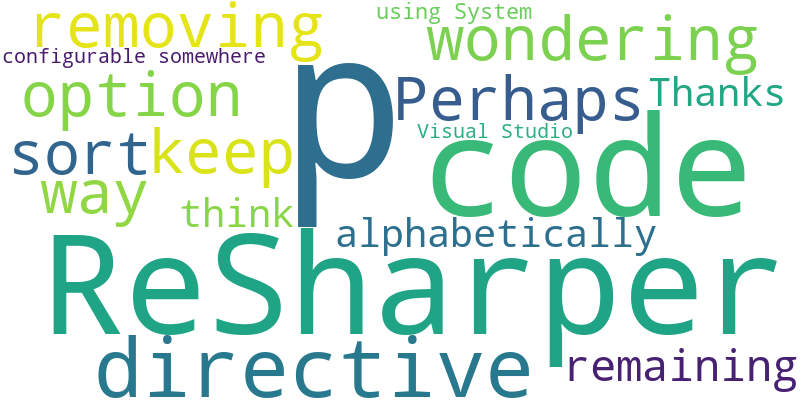 using System
removing
wondering
configurable somewhere
p
option
Perhaps
Thanks
code
Visual Studio
sort
keep
way
think
alphabetically
ReSharper
directive
remaining